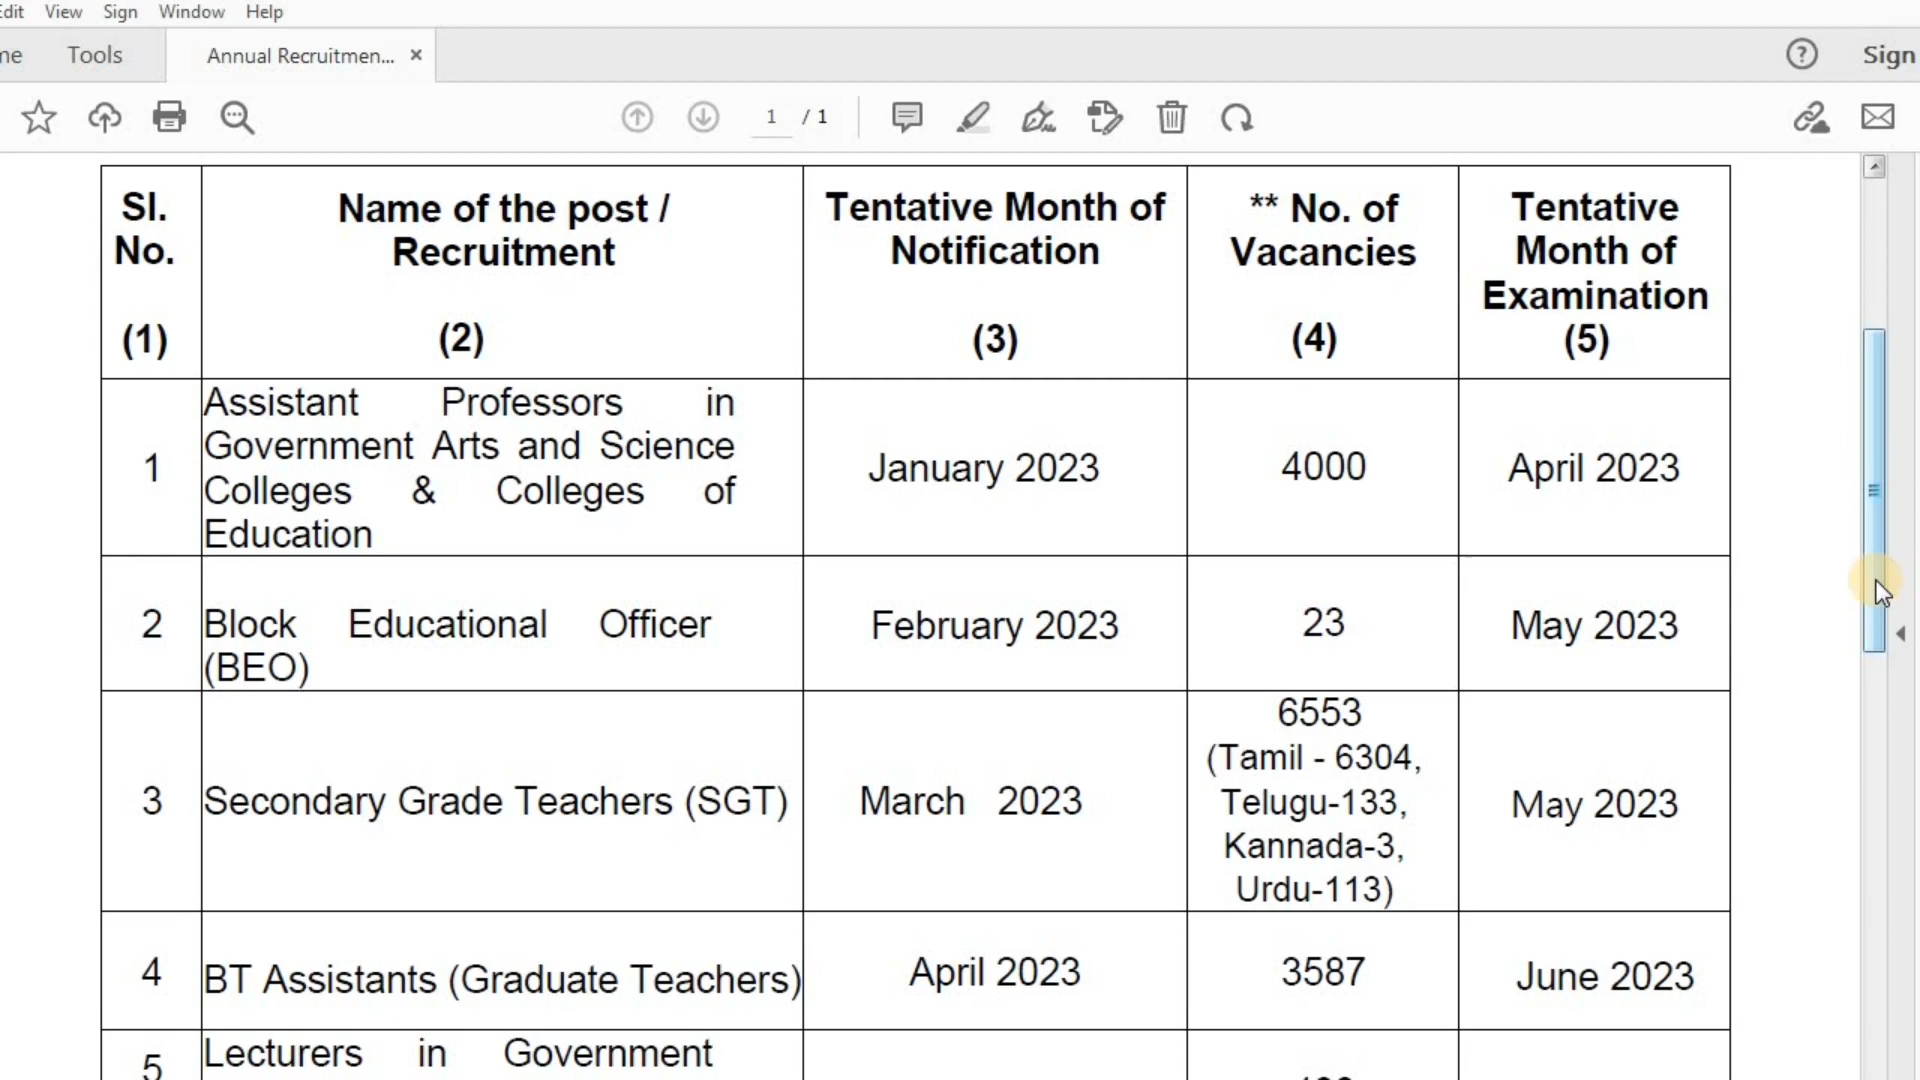 Edit View Sign Window Help
Tools Annual Recruitmen... × ? Sign
1 / 1
Sl. No. (1)
Name of the post / Recruitment (2)
Tentative Month of Notification (3)
** No. of Vacancies (4)
Tentative Month of Examination (5)
1
Assistant Professors in
Government Arts and Science
Colleges & Colleges of
Education
January 2023
4000
April 2023
2
Block Educational Officer
(BEO)
February 2023
23
May 2023
3
Secondary Grade Teachers (SGT)
March 2023
6553
(Tamil - 6304,
Telugu-133,
Kannada-3,
Urdu-113)
May 2023
4
BT Assistants (Graduate Teachers)
April 2023
3587
June 2023
5
Lecturers in Government